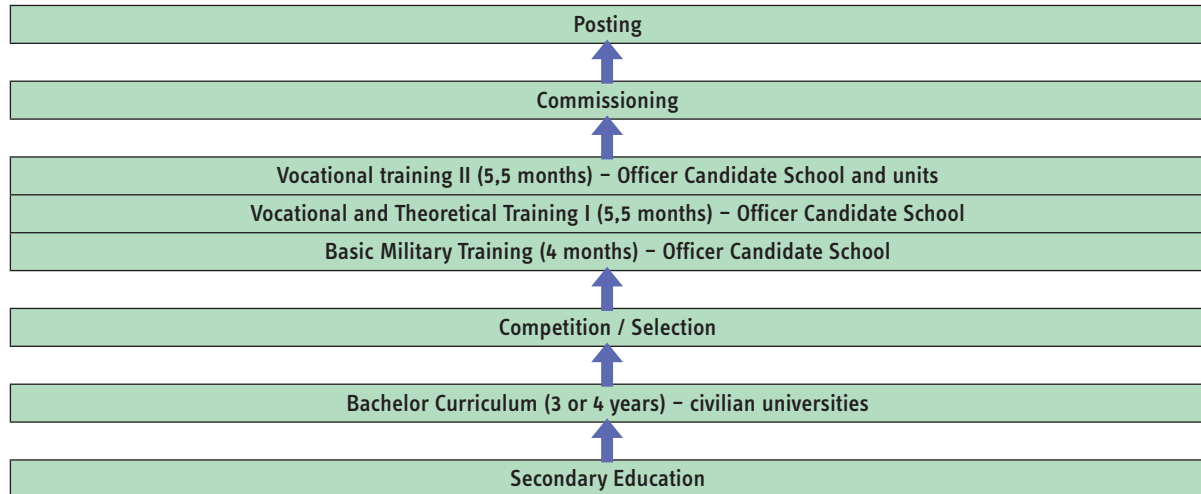 Posting
Commissioning
Vocational training II (5,5 months) – Officer Candidate School and units
Vocational and Theoretical Training I (5,5 months) – Officer Candidate School
Basic Military Training (4 months) – Officer Candidate School
Competition / Selection
Bachelor Curriculum (3 or 4 years) – civilian universities
Secondary Education